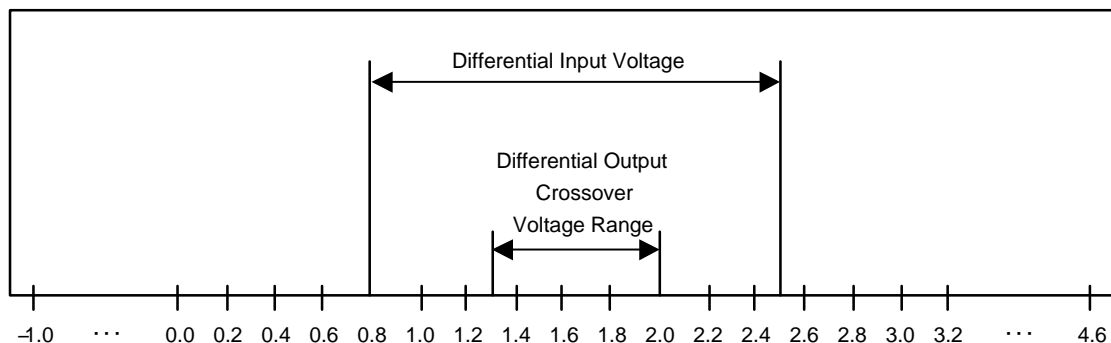 Differential Input Voltage
Differential Output
Crossover
Voltage Range
–1.0 ··· 0.0 0.2 0.4 0.6 0.8 1.0 1.2 1.4 1.6 1.8 2.0 2.2 2.4 2.6 2.8 3.0 3.2 ··· 4.6